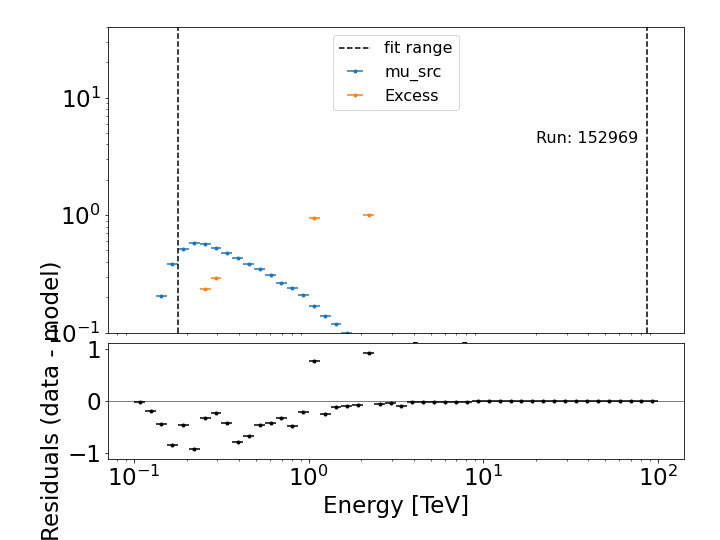 fit range
mu_src
Excess
Run: 152969
10¹
10⁰
10⁻¹
Residuals (data - model)
1
0
−1
10⁻¹
10⁰
10¹
10²
Energy [TeV]